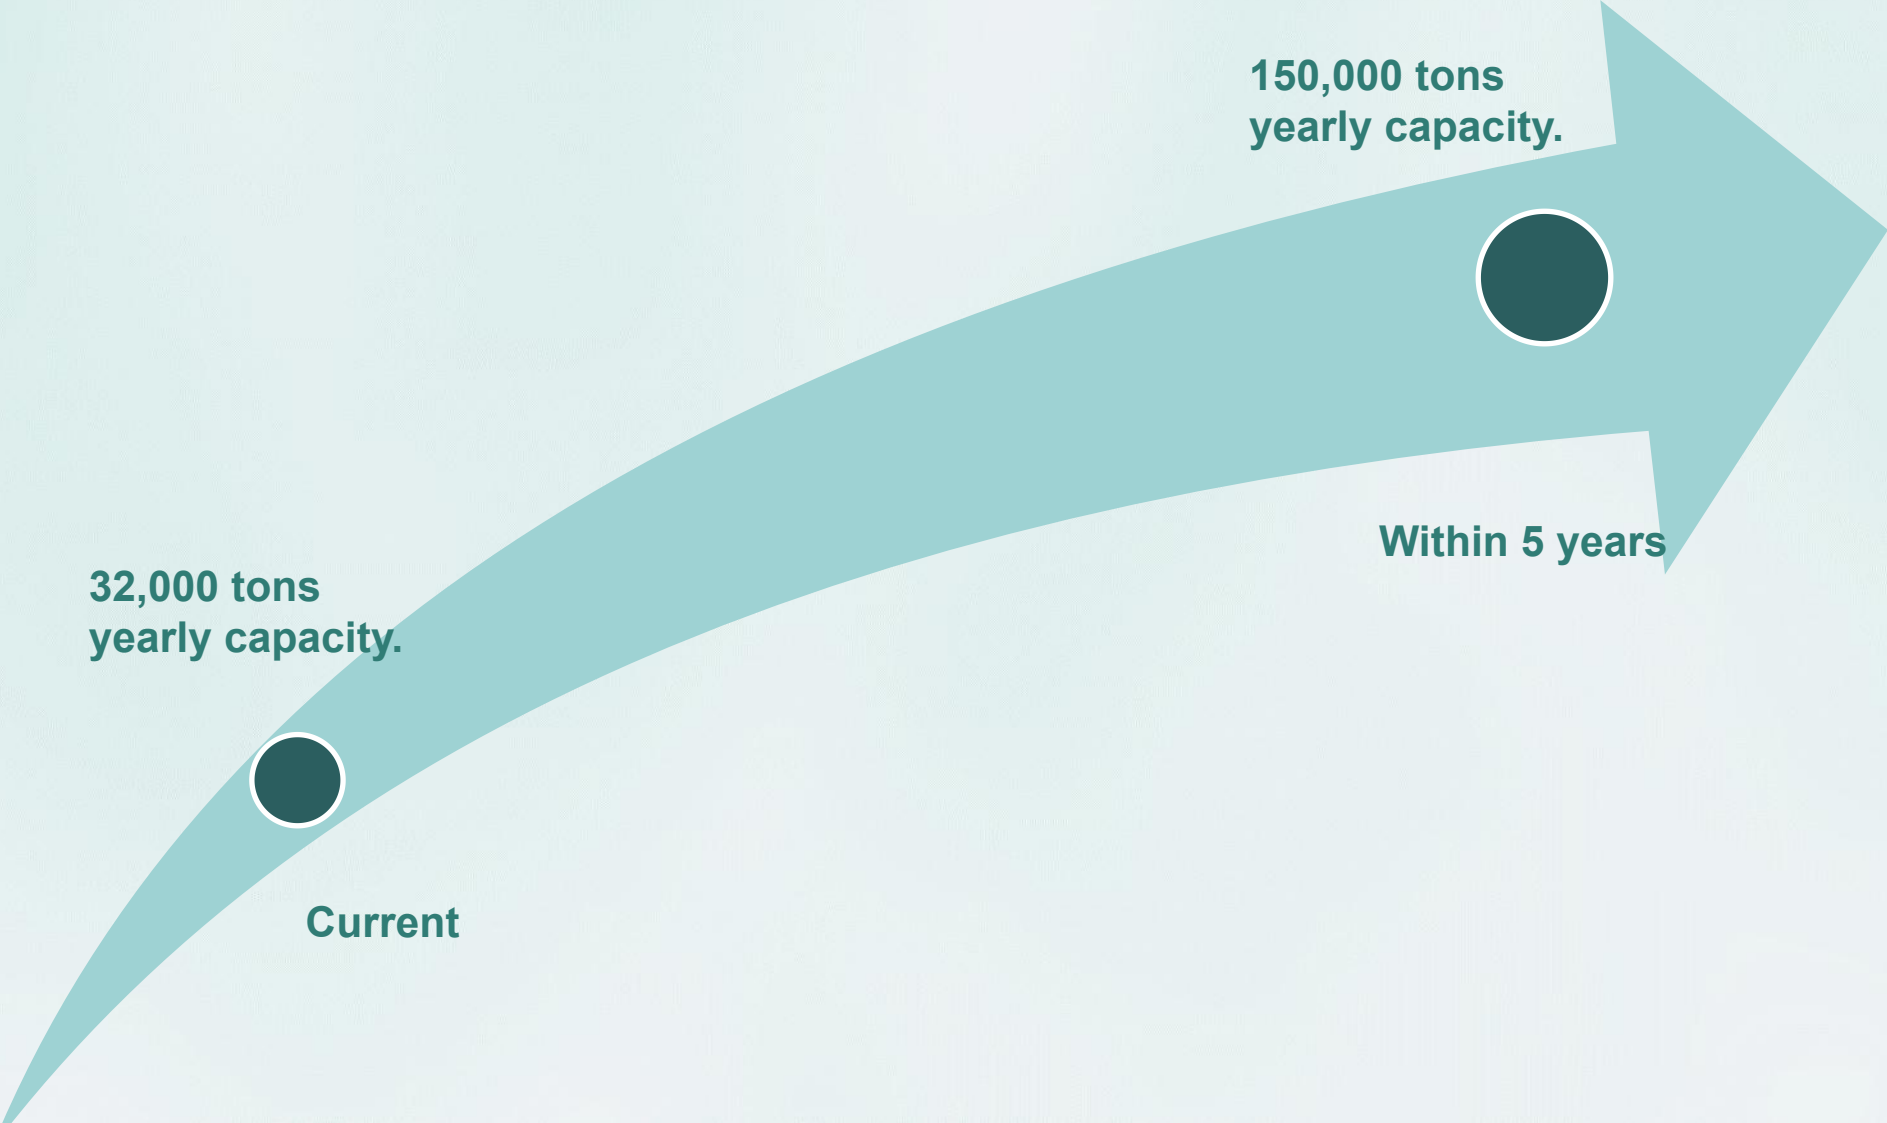 150,000 tons
yearly capacity.
Within 5 years
32,000 tons
yearly capacity.
Current